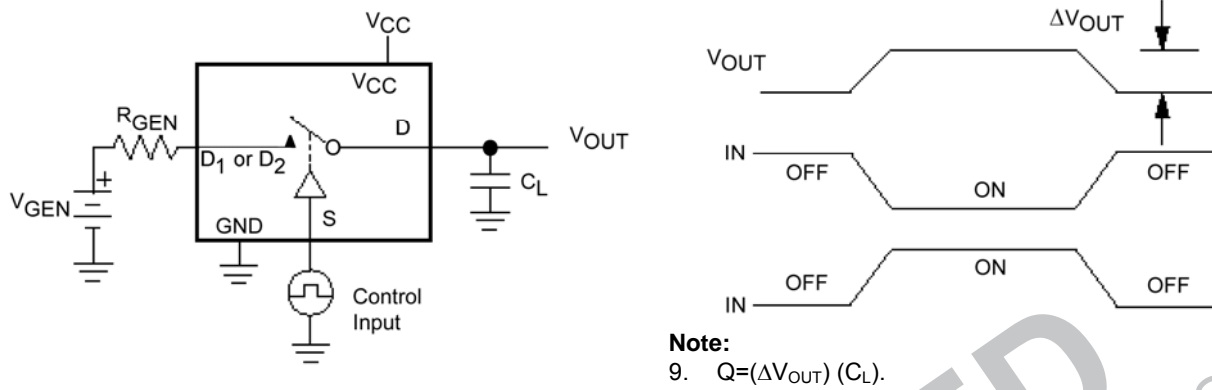 VCC
VCC
RGEN
D
VOUT
D1 or D2
+
CL
VGEN
S
GND
Control
Input
ΔVOUT
VOUT
IN
OFF
ON
OFF
OFF
ON
OFF
IN
Note:
9. Q=(ΔVOUT) (CL).